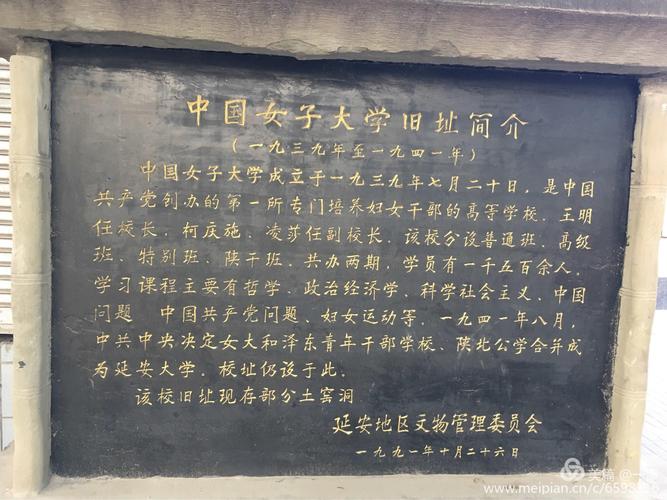 中国女子大学旧址简介
(一九三九年至一九四一年)
中国女子大学成立于一九三九年七月二十日，是中国
共产党创办的第一所专门培养妇女干部的高等学校、王明
任校长、柯庆施、凌莎任副校长、该校分设普通班、高级
班、特别班、陕干班、共办两期，学员有一千五百余人、
学习课程主要有哲学、政治经济学、科学社会主义、中国
问题 中国共产党问题、妇女运动等、一九四一年八月，
中共中央决定女大和泽东青年干部学校、陕北公学合并成
为延安大学、校址仍设于此、
该校旧址现存部分土窑洞
延安地区文物管理委员会
一九九一年十月二十六日
美篇
www.meipian.cn/c/6593